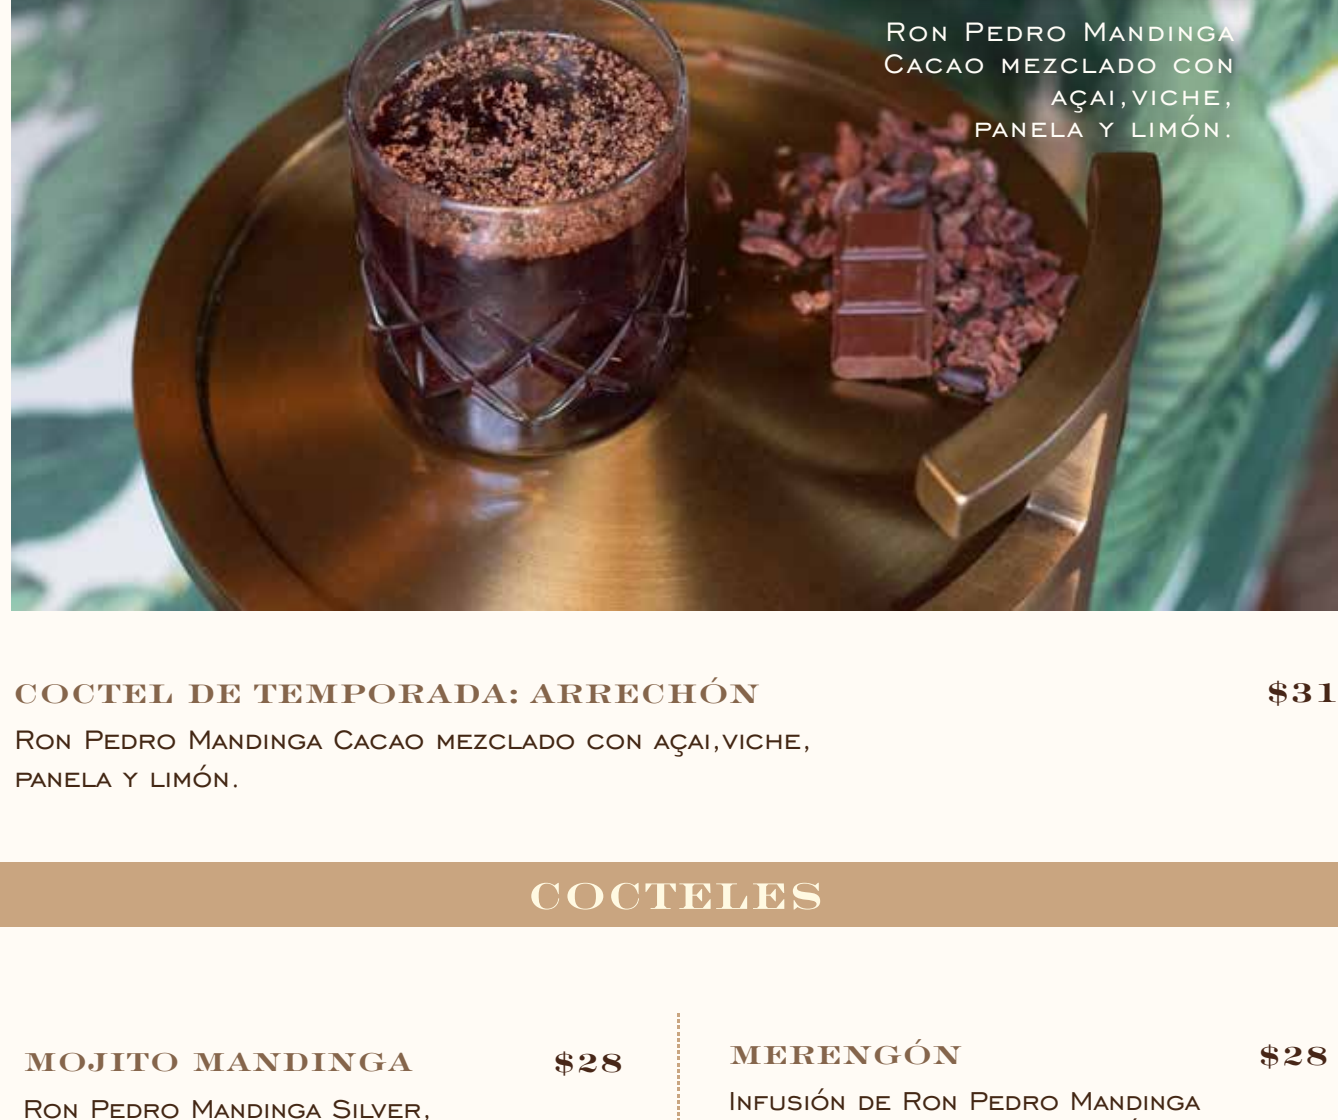 Ron Pedro Mandinga
Cacao mezclado con
açai,viche,
panela y limón.
COCTEL DE TEMPORADA: ARRECHÓN
$31
Ron Pedro Mandinga Cacao mezclado con açai,viche,
panela y limón.
COCTELES
MOJITO MANDINGA
$28
Ron Pedro Mandinga Silver,
MERENGÓN
$28
Infusión de Ron Pedro Mandinga